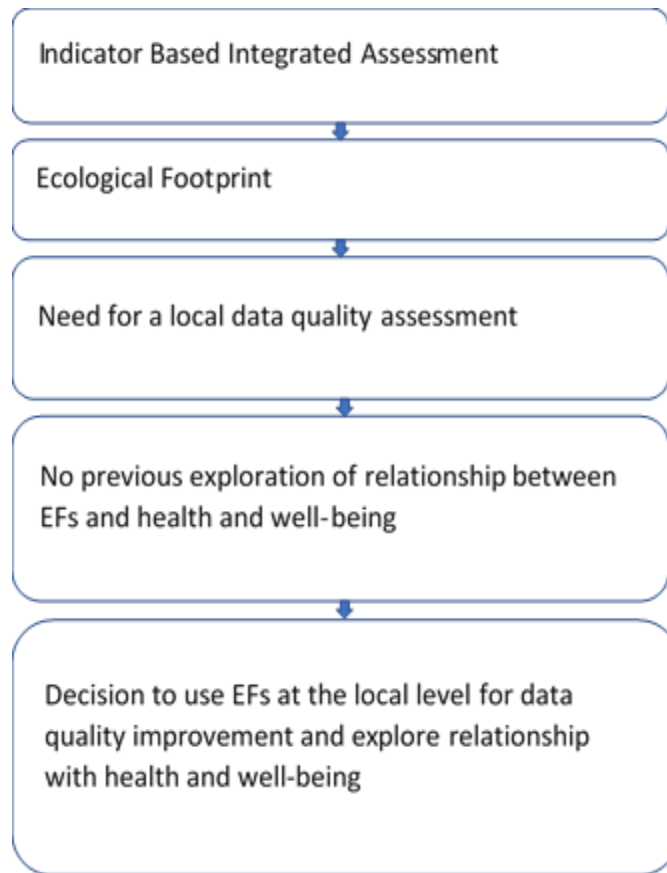 Indicator Based Integrated Assessment
Ecological Footprint
Need for a local data quality assessment
No previous exploration of relationship between
EFs and health and well-being
Decision to use EFs at the local level for data
quality improvement and explore relationship
with health and well-being